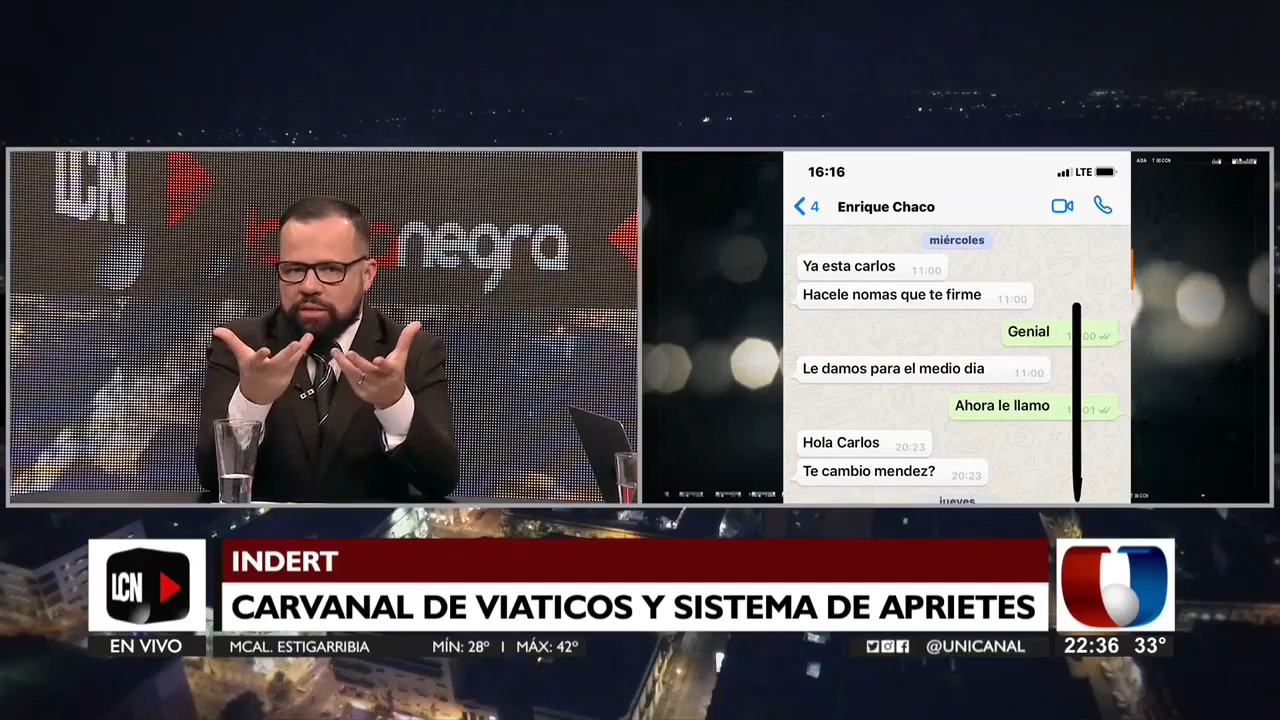 LCN
lacajanegra
16:16
LTE
4
Enrique Chaco
miércoles
Ya esta carlos 11:00
Hacele nomas que te firme 11:00
Genial
Le damos para el medio dia 11:00
Ahora le llamo
Hola Carlos 20:23
Te cambio mendez? 20:23
jueves
LCN
EN VIVO
INDERT
CARVANAL DE VIATICOS Y SISTEMA DE APRIETES
MCAL. ESTIGARRIBIA MÍN: 28º | MÁX: 42º
@UNICANAL
22:36 33°